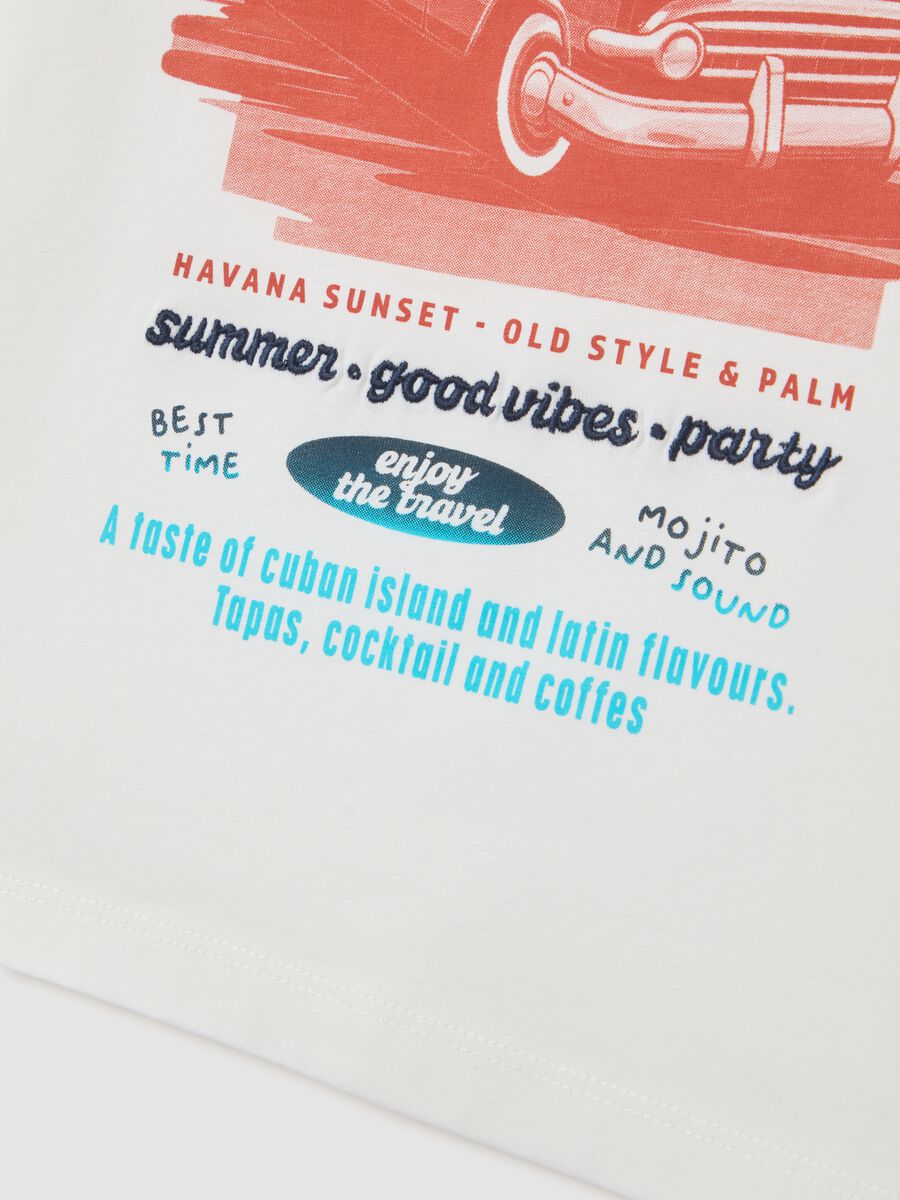 HAVANA SUNSET - OLD STYLE & PALM
summer • good vibes • party
BEST
TiME
enjoy
the travel
MOJiTO
AND SOUND
A taste of cuban island and latin flavours.
Tapas, cocktail and coffes